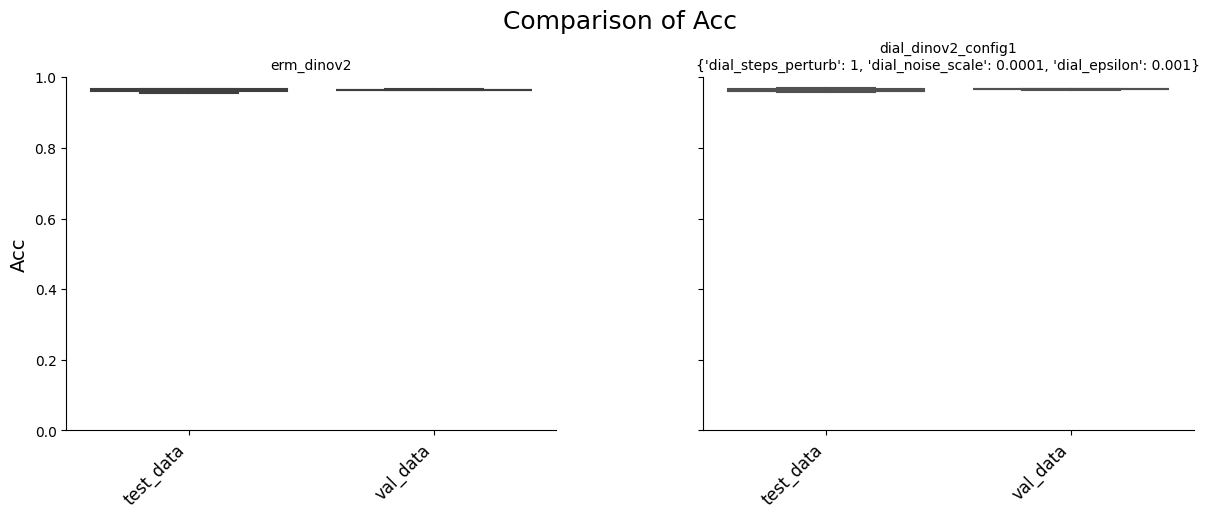 Comparison of Acc
erm_dinov2
dial_dinov2_config1
{'dial_steps_perturb': 1, 'dial_noise_scale': 0.0001, 'dial_epsilon': 0.001}
Acc
1.0
0.8
0.6
0.4
0.2
0.0
test_data
val_data
test_data
val_data